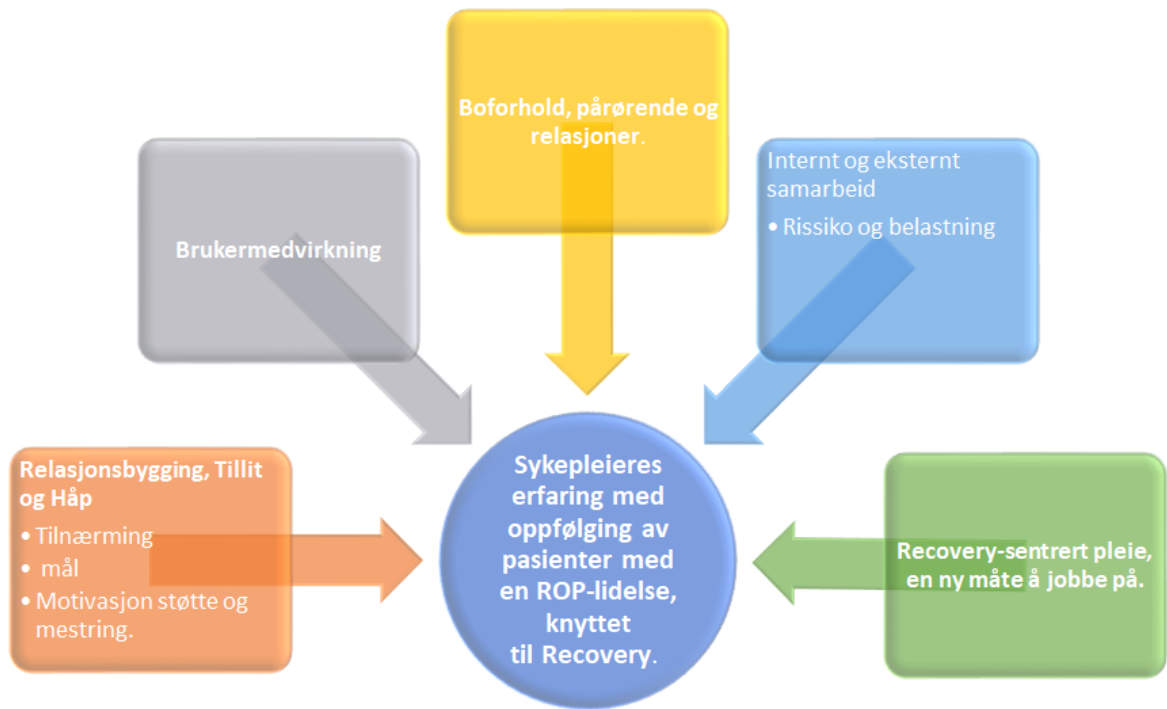 Boforhold, pårørende og
relasjoner.
Brukermedvirkning
Internt og eksternt
samarbeid
• Rissiko og belastning
Relasjonsbygging, Tillit
og Håp
• Tilnærming
• mål
• Motivasjon støtte og
mestring.
Sykepleieres
erfaring med
oppfølging av
pasienter med
en ROP-lidelse,
knyttet
til Recovery.
Recovery-sentrert pleie,
en ny måte å jobbe på.